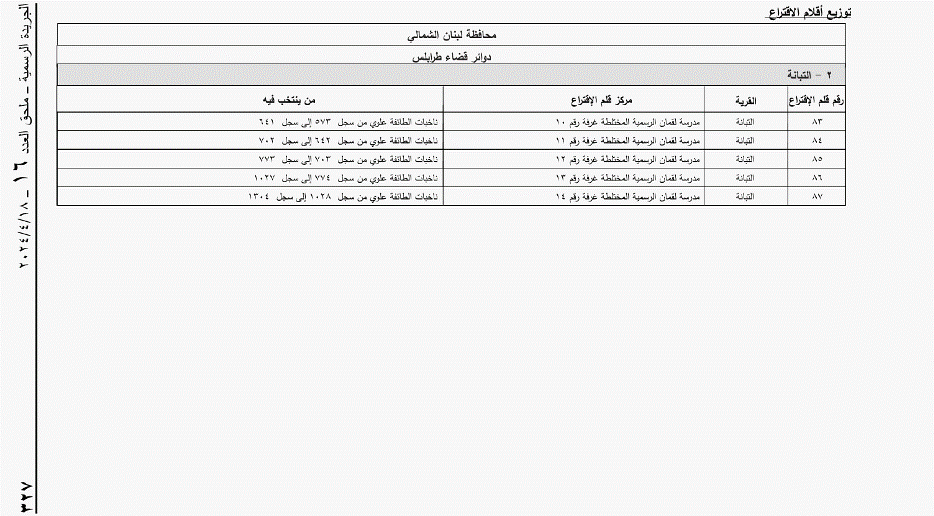 توزيع أقلام الاقتراع
محافظة لبنان الشمالي
دوائر قضاء طرابلس
٢ - التبانة
رقم قلم الإقتراع القرية مركز قلم الإقتراع من ينتخب فيه
٨٣ التبانة مدرسة لقمان الرسمية المختلطة غرفة رقم ١٠ ناخبات الطائفة علوي من سجل ٥٧٣ إلى سجل ٦٤١
٨٤ التبانة مدرسة لقمان الرسمية المختلطة غرفة رقم ١١ ناخبات الطائفة علوي من سجل ٦٤٢ إلى سجل ٧٠٢
٨٥ التبانة مدرسة لقمان الرسمية المختلطة غرفة رقم ١٢ ناخبات الطائفة علوي من سجل ٧٠٣ إلى سجل ٧٧٣
٨٦ التبانة مدرسة لقمان الرسمية المختلطة غرفة رقم ١٣ ناخبات الطائفة علوي من سجل ٧٧٤ إلى سجل ١٠٢٧
٨٧ التبانة مدرسة لقمان الرسمية المختلطة غرفة رقم ١٤ ناخبات الطائفة علوي من سجل ١٠٢٨ إلى سجل ١٣٠٤
الجريدة الرسمية - ملحق العدد ١٦ - ٢٠٢٤/٤/١٨
٣٢٧